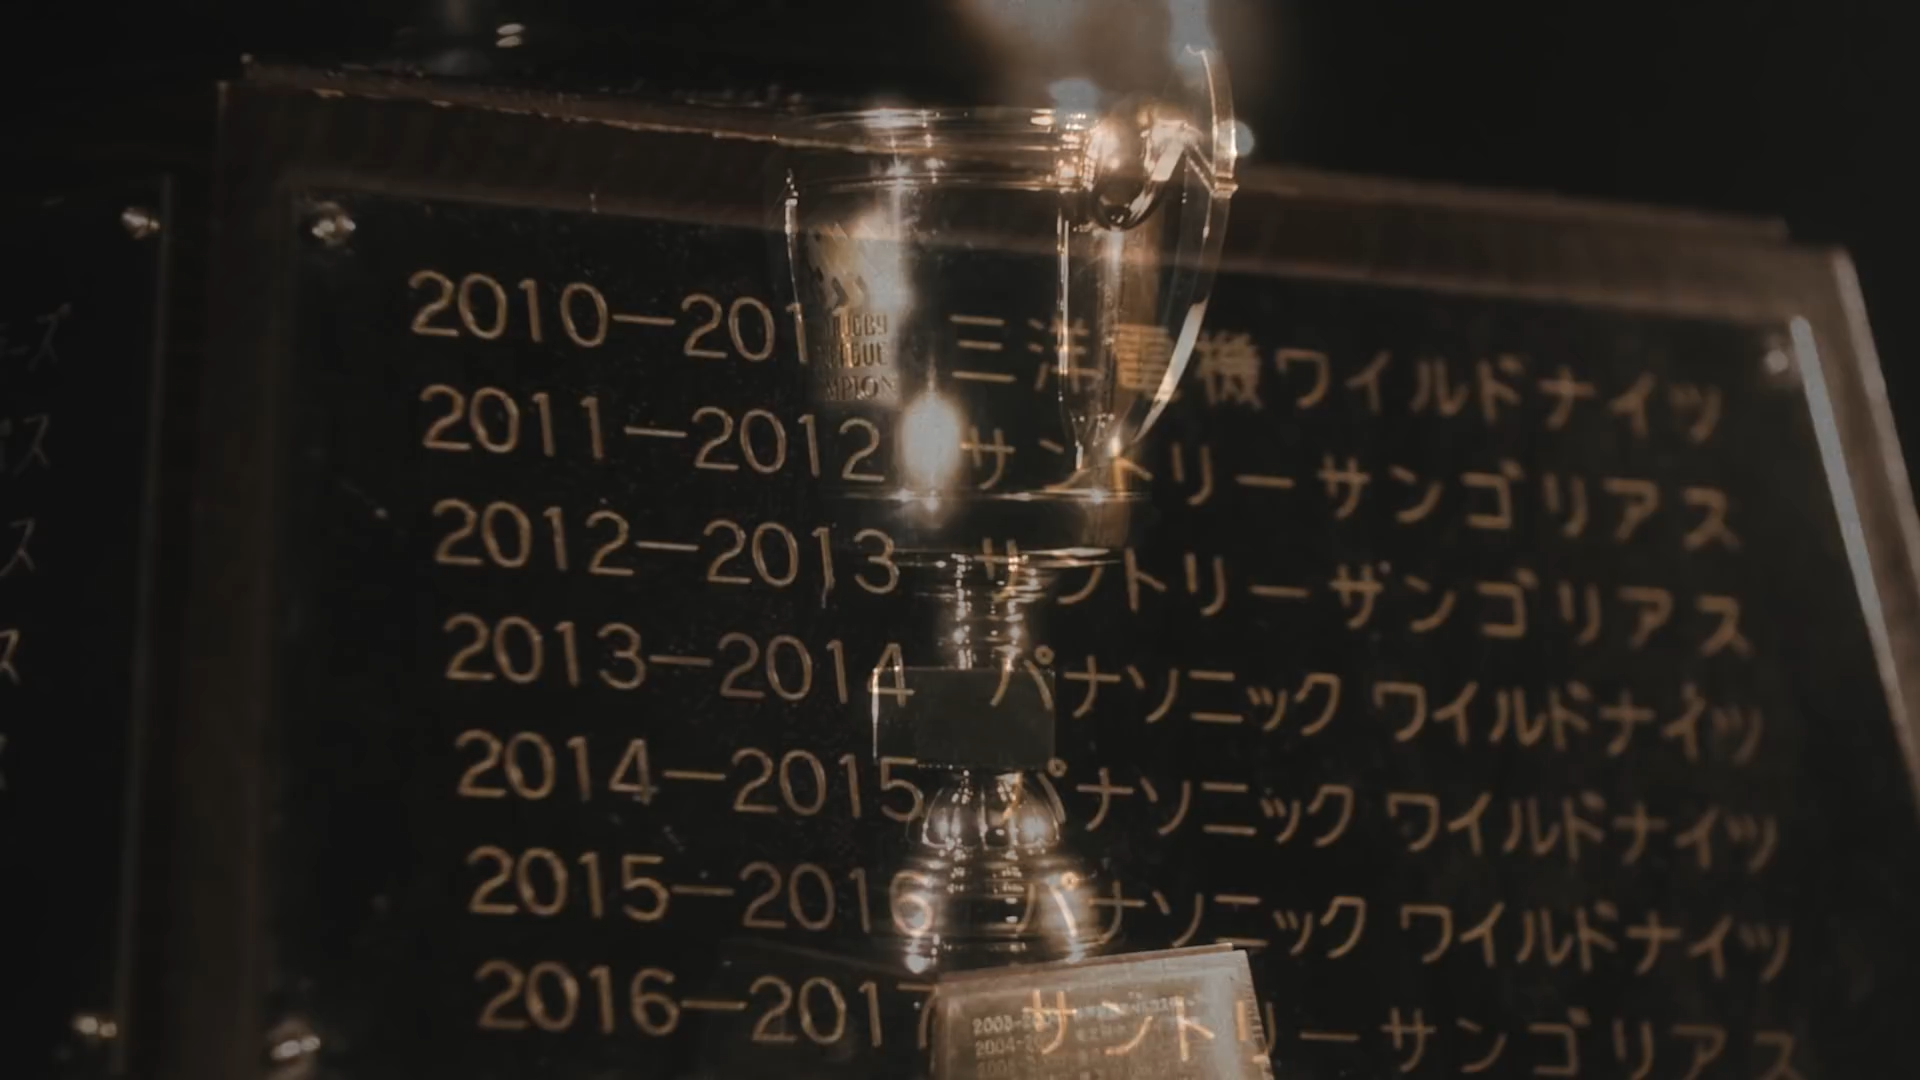 2010−2011 三洋電機ワイルドナイツ
2011−2012 サントリーサンゴリアス
2012−2013 サントリーサンゴリアス
2013−2014 パナソニック ワイルドナイツ
2014−2015 パナソニック ワイルドナイツ
2015−2016 パナソニック ワイルドナイツ
2016−2017 サントリーサンゴリアス